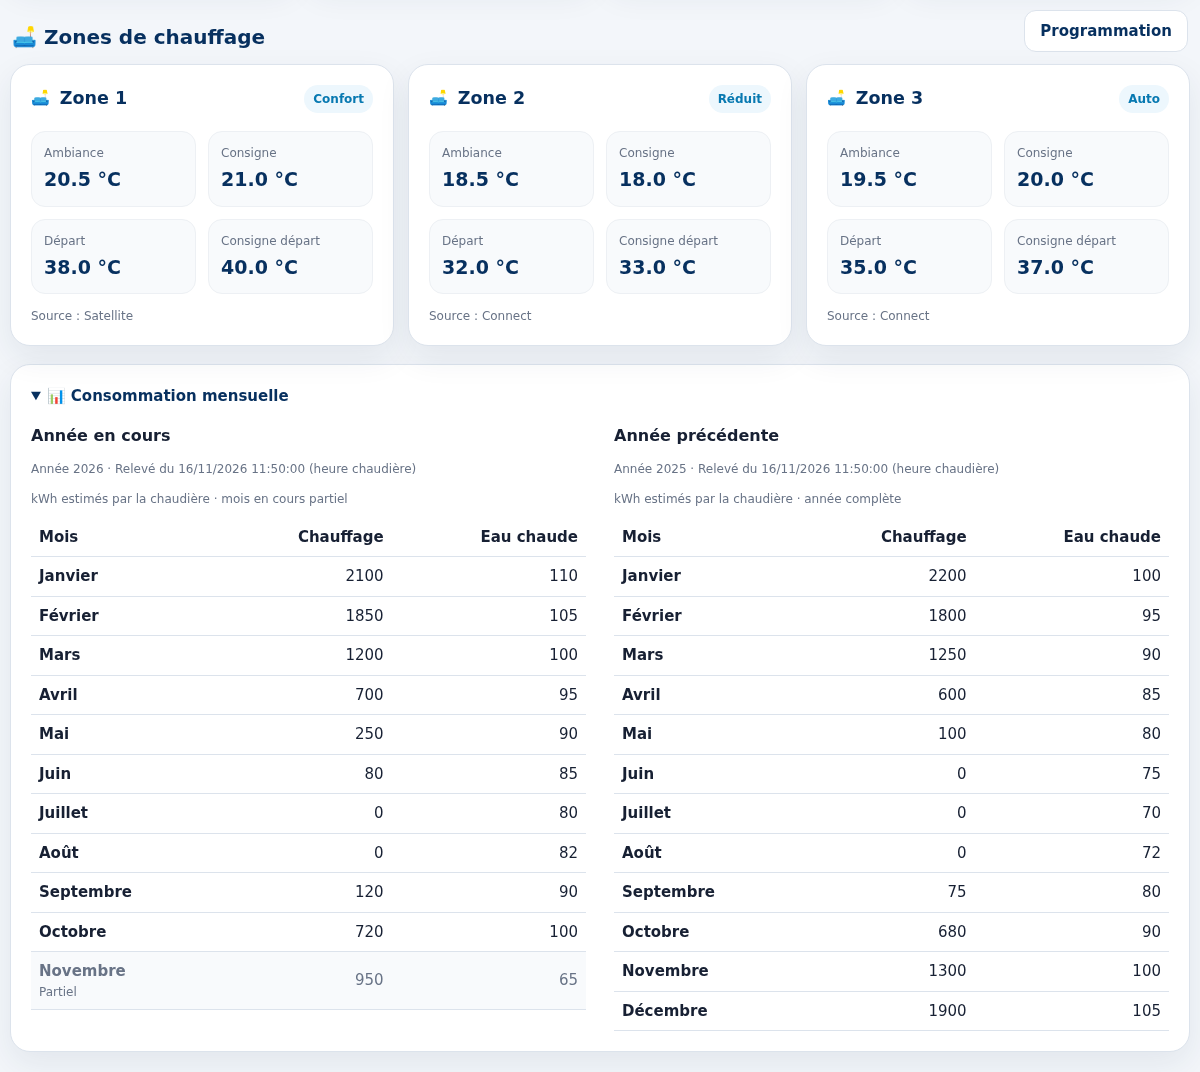 Zones de chauffage
Programmation
Zone 1
Confort
Ambiance
20.5 °C
Consigne
21.0 °C
Départ
38.0 °C
Consigne départ
40.0 °C
Source : Satellite
Zone 2
Réduit
Ambiance
18.5 °C
Consigne
18.0 °C
Départ
32.0 °C
Consigne départ
33.0 °C
Source : Connect
Zone 3
Auto
Ambiance
19.5 °C
Consigne
20.0 °C
Départ
35.0 °C
Consigne départ
37.0 °C
Source : Connect
▼ 📊 Consommation mensuelle
Année en cours
Année 2026 · Relevé du 16/11/2026 11:50:00 (heure chaudière)
kWh estimés par la chaudière · mois en cours partiel
Mois Chauffage Eau chaude
Janvier 2100 110
Février 1850 105
Mars 1200 100
Avril 700 95
Mai 250 90
Juin 80 85
Juillet 0 80
Août 0 82
Septembre 120 90
Octobre 720 100
Novembre 950 65
Partiel
Année précédente
Année 2025 · Relevé du 16/11/2026 11:50:00 (heure chaudière)
kWh estimés par la chaudière · année complète
Mois Chauffage Eau chaude
Janvier 2200 100
Février 1800 95
Mars 1250 90
Avril 600 85
Mai 100 80
Juin 0 75
Juillet 0 70
Août 0 72
Septembre 75 80
Octobre 680 90
Novembre 1300 100
Décembre 1900 105